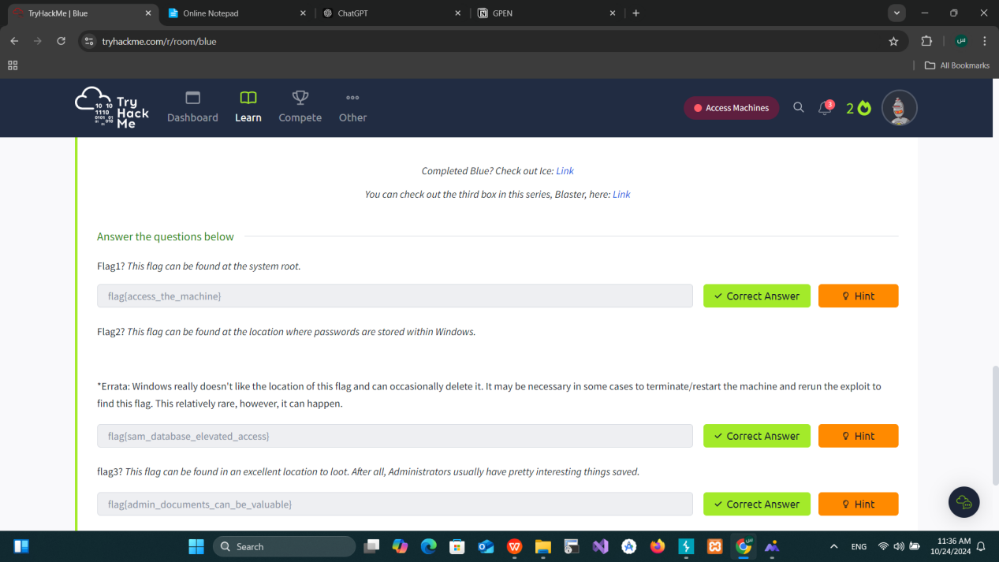 TryHackMe | Blue
Online Notepad
ChatGPT
GPEN
tryhackme.com/r/room/blue
س
All Bookmarks
Try
Hack
Me
10 10
1110
Dashboard
Learn
Compete
Other
Access Machines
3
2
Completed Blue? Check out Ice: Link
You can check out the third box in this series, Blaster, here: Link
Answer the questions below
Flag1? This flag can be found at the system root.
flag{access_the_machine}
Correct Answer
Hint
Flag2? This flag can be found at the location where passwords are stored within Windows.
*Errata: Windows really doesn't like the location of this flag and can occasionally delete it. It may be necessary in some cases to terminate/restart the machine and rerun the exploit to
find this flag. This relatively rare, however, it can happen.
flag{sam_database_elevated_access}
Correct Answer
Hint
flag3? This flag can be found in an excellent location to loot. After all, Administrators usually have pretty interesting things saved.
flag{admin_documents_can_be_valuable}
Correct Answer
Hint
Search
ENG
11:36 AM
10/24/2024